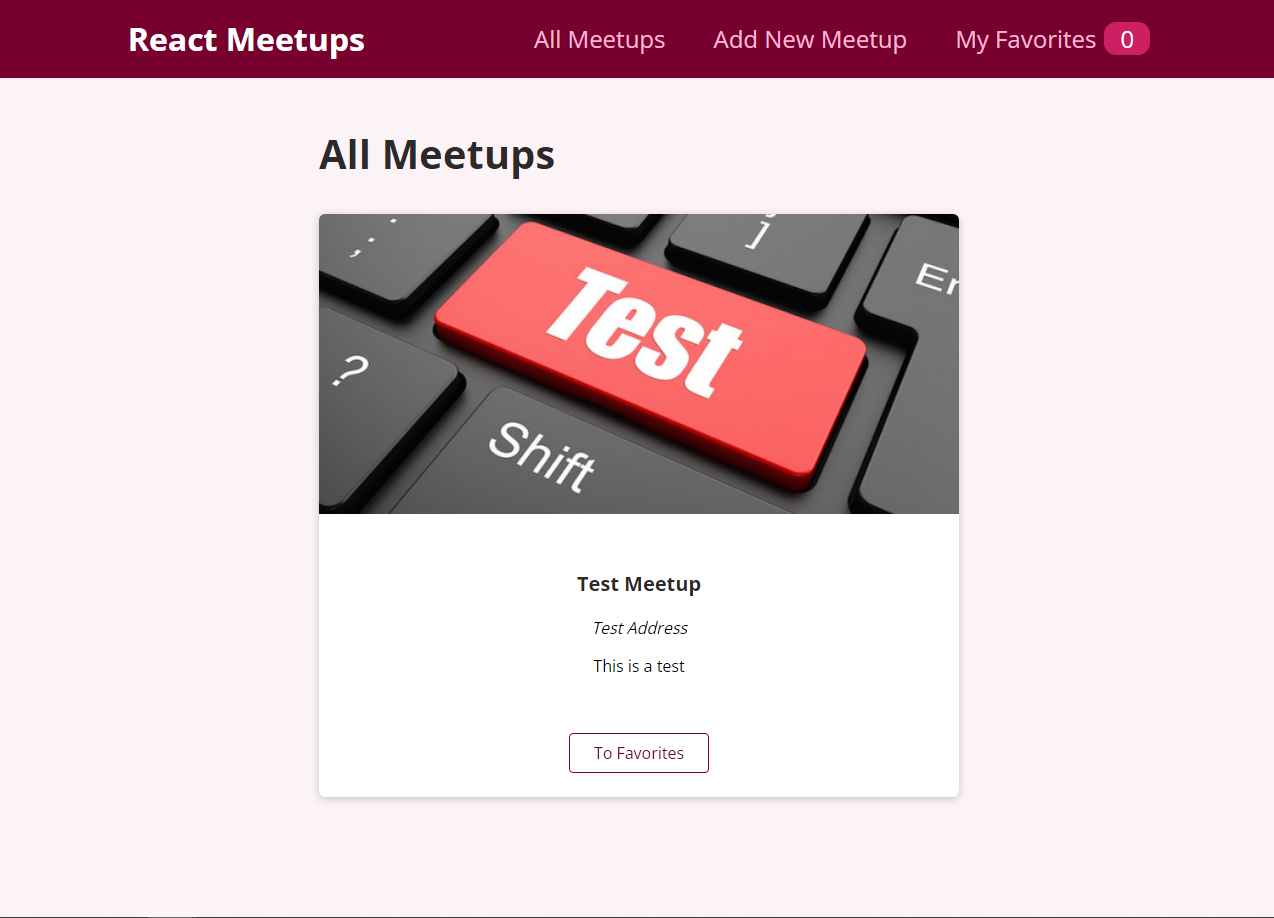 React Meetups
All Meetups
Add New Meetup
My Favorites 0
All Meetups
;
]
Test
?
Shift
Test Meetup
Test Address
This is a test
To Favorites